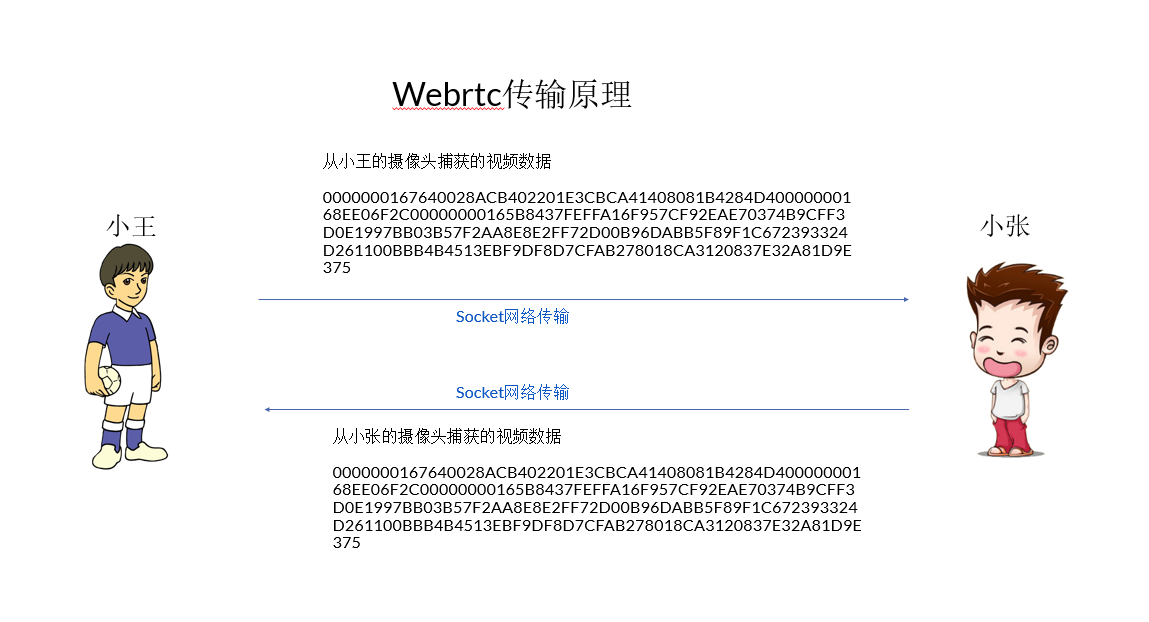 Webrtc传输原理
从小王的摄像头捕获的视频数据
0000000167640028ACB402201E3CBCA41408081B4284D400000001
68EE06F2C00000000165B8437FEFFA16F957CF92EAE70374B9CFF3
D0E1997BB03B57F2AA8E8E2FF72D00B96DABB5F89F1C672393324
D261100BBB4B4513EBF9DF8D7CFAB278018CA3120837E32A81D9E
375
小王
小张
Socket网络传输
Socket网络传输
从小张的摄像头捕获的视频数据
0000000167640028ACB402201E3CBCA41408081B4284D400000001
68EE06F2C00000000165B8437FEFFA16F957CF92EAE70374B9CFF3
D0E1997BB03B57F2AA8E8E2FF72D00B96DABB5F89F1C672393324
D261100BBB4B4513EBF9DF8D7CFAB278018CA3120837E32A81D9E
375